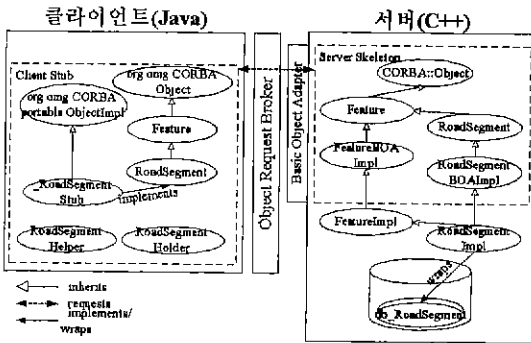 클라이언트(Java)
서버(C++)
Client Stub
org omg CORBA
portable ObjectImpl
org omg CORBA
Object
Feature
RoadSegment
_RoadSegment
Stub
implements
RoadSegment
Helper
RoadSegment
Holder
Object Request Broker
Basic Object Adapter
Server Skeleton
CORBA::Object
Feature
RoadSegment
FeatureBOA
Impl
RoadSegment
BOAImpl
FeatureImpl
RoadSegment
Impl
wraps
db_RoadSegment
inherits
requests
implements/
wraps